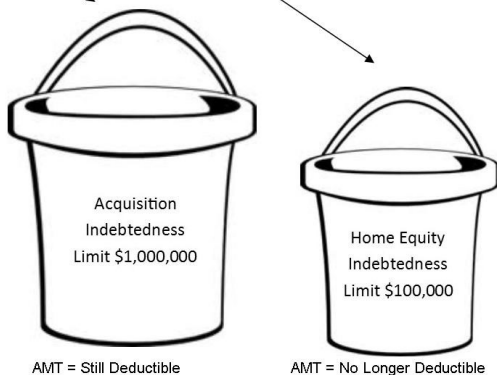 Acquisition
Indebtedness
Limit $1,000,000
Home Equity
Indebtedness
Limit $100,000
AMT = Still Deductible
AMT = No Longer Deductible